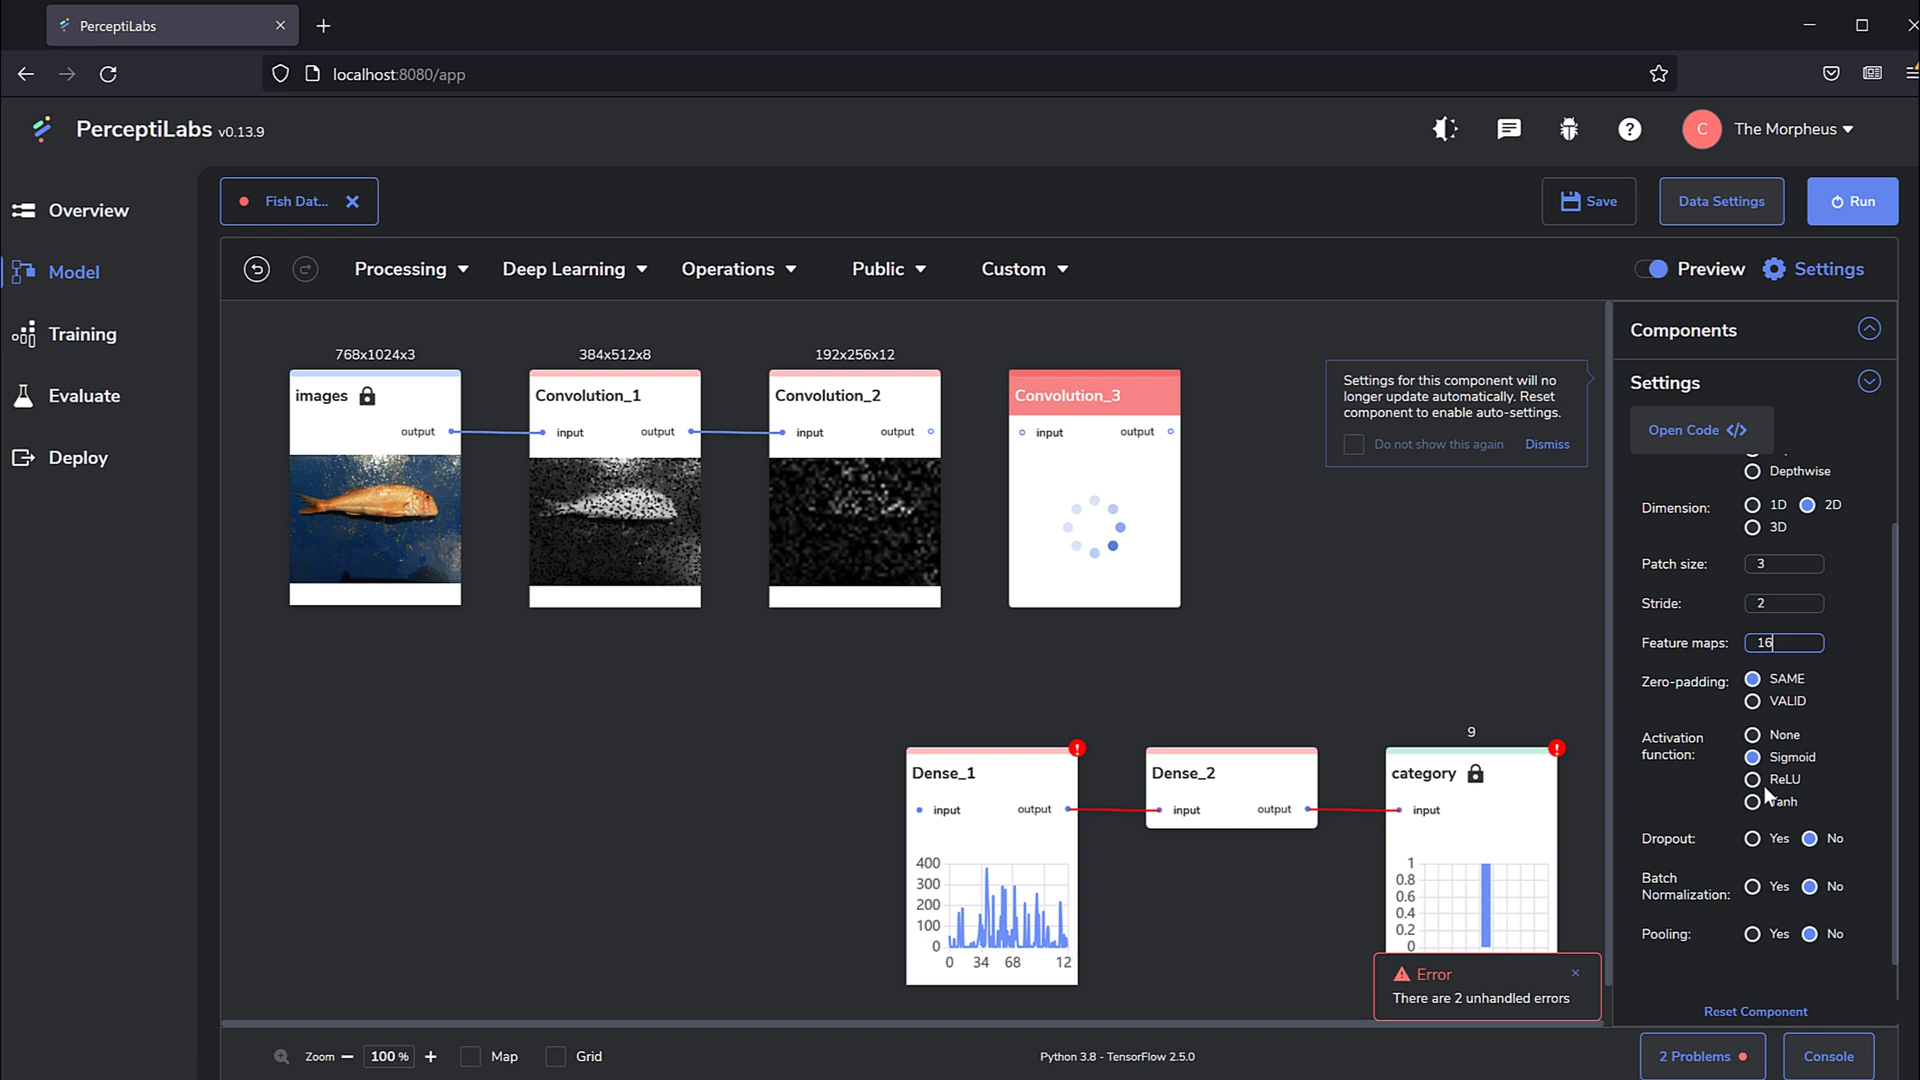 PerceptiLabs
localhost:8080/app
PerceptiLabs v0.13.9
?
C
The Morpheus
Overview
Model
Training
Evaluate
Deploy
Fish Dat...
Save
Data Settings
Run
Processing
Deep Learning
Operations
Public
Custom
Preview
Settings
768x1024x3
images
output
384x512x8
Convolution_1
input
output
192x256x12
Convolution_2
input
output
Convolution_3
input
output
Settings for this component will no
longer update automatically. Reset
component to enable auto-settings.
Do not show this again
Dismiss
Components
Settings
Open Code </>
Depthwise
Dimension:
1D
2D
3D
Patch size:
3
Stride:
2
Feature maps:
16
Zero-padding:
SAME
VALID
Activation
function:
None
Sigmoid
ReLU
Tanh
Dropout:
Yes
No
Batch
Normalization:
Yes
No
Pooling:
Yes
No
Reset Component
Dense_1
input
output
400
300
200
100
0
0 34 68 12
Dense_2
input
output
9
category
input
1
0.8
0.6
0.4
0.2
0
Error
There are 2 unhandled errors
Zoom
100 %
Map
Grid
Python 3.8 - TensorFlow 2.5.0
2 Problems
Console